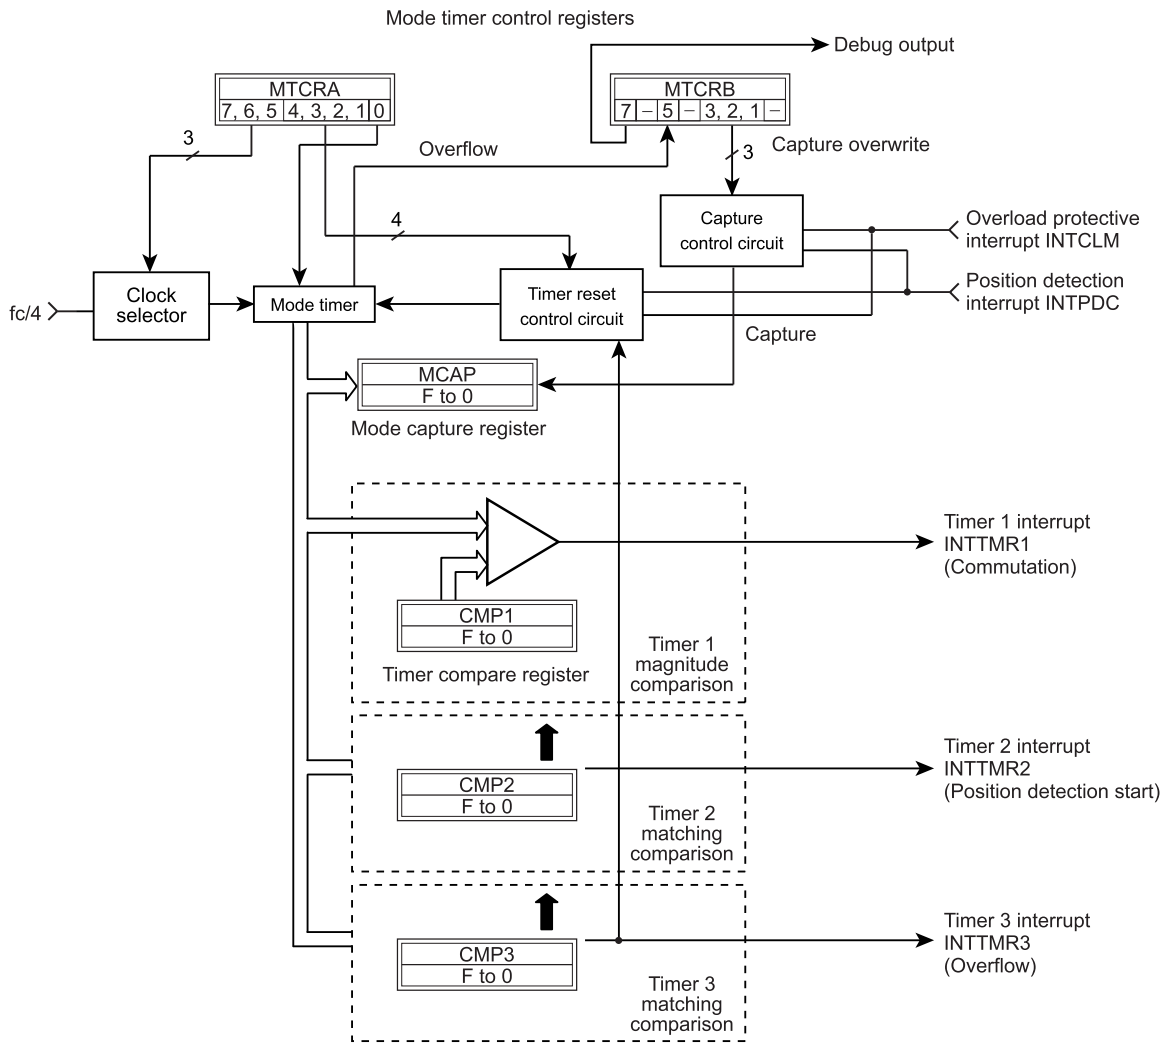 Mode timer control registers
Debug output
MTCRA
7, 6, 5 4, 3, 2, 1 0
MTCRB
7 – 5 – 3, 2, 1 –
3
Overflow
3
Capture overwrite
4
Capture
control circuit
Overload protective
interrupt INTCLM
Position detection
interrupt INTPDC
fc/4
Clock
selector
Mode timer
Timer reset
control circuit
Capture
MCAP
F to 0
Mode capture register
Timer 1 interrupt
INTTMR1
(Commutation)
CMP1
F to 0
Timer compare register
Timer 1
magnitude
comparison
Timer 2 interrupt
INTTMR2
(Position detection start)
CMP2
F to 0
Timer 2
matching
comparison
Timer 3 interrupt
INTTMR3
(Overflow)
CMP3
F to 0
Timer 3
matching
comparison